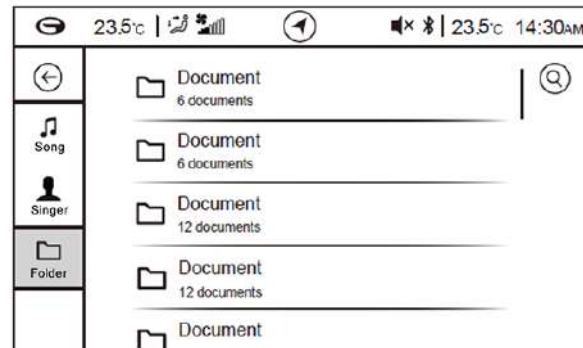 23.5°c
23.5°c 14:30AM
Song
Singer
Folder
Document
6 documents
Document
6 documents
Document
12 documents
Document
12 documents
Document